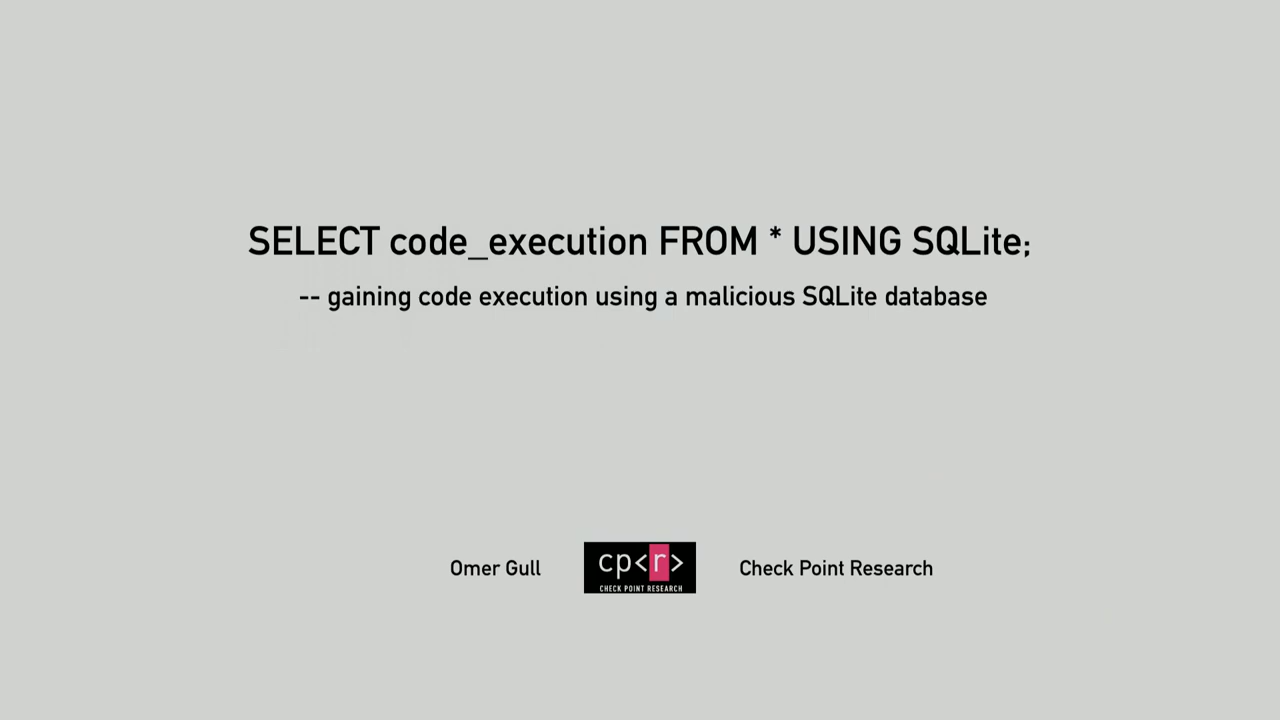 SELECT code_execution FROM * USING SQLite;
-- gaining code execution using a malicious SQLite database
Omer Gull
cp<r>
CHECK POINT RESEARCH
Check Point Research